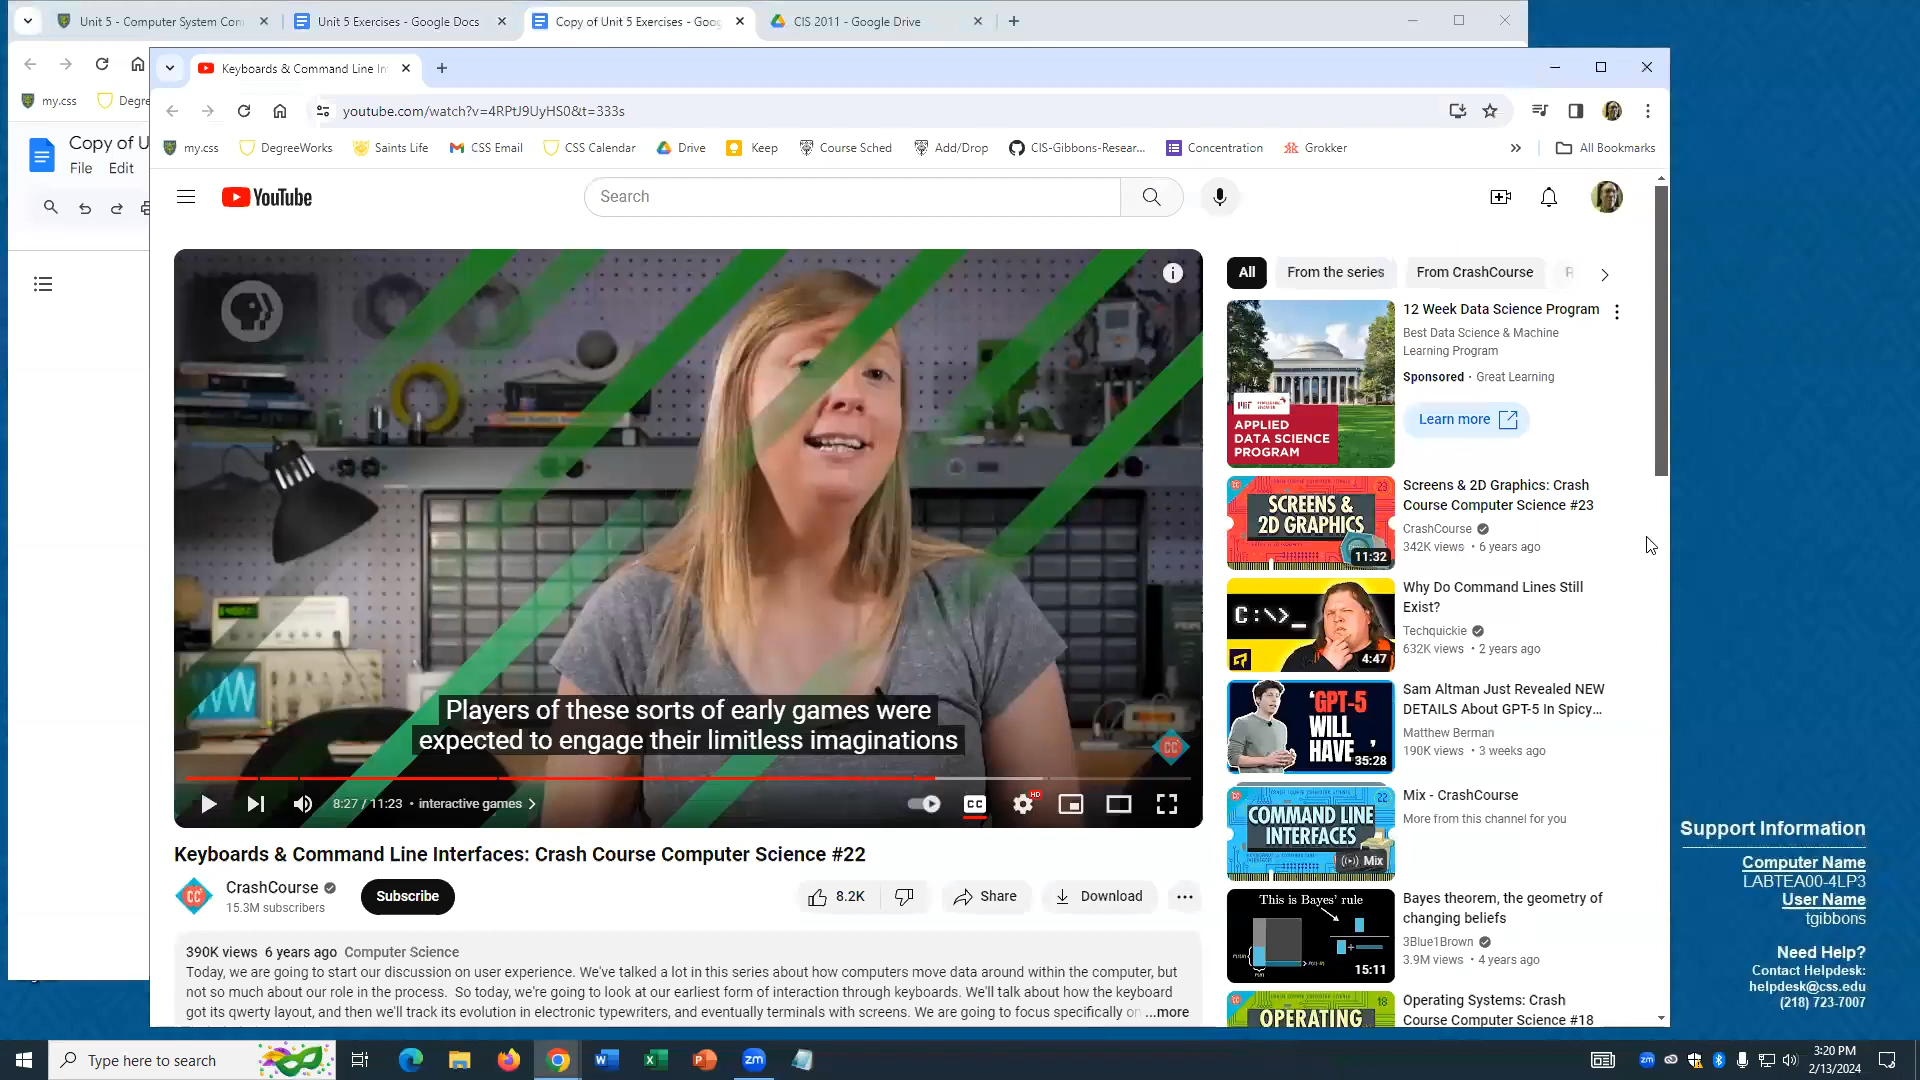 Unit 5 - Computer System Con
Unit 5 Exercises - Google Docs
Copy of Unit 5 Exercises - Goog
CIS 2011 - Google Drive
my.css
Degre
Copy of U
File Edit
Keyboards & Command Line In
youtube.com/watch?v=4RPtJ9UyHS0&t=333s
my.css DegreeWorks Saints Life CSS Email CSS Calendar Drive Keep Course Sched Add/Drop CIS-Gibbons-Resear... Concentration Grokker » All Bookmarks
YouTube
Search
All From the series From CrashCourse
12 Week Data Science Program
Best Data Science & Machine
Learning Program
Sponsored · Great Learning
Learn more
APPLIED
DATA SCIENCE
PROGRAM
SCREENS &
2D GRAPHICS
23
11:32
Screens & 2D Graphics: Crash
Course Computer Science #23
CrashCourse
342K views • 6 years ago
C:\>_
4:47
Why Do Command Lines Still
Exist?
Techquickie
632K views • 2 years ago
'GPT-5
WILL
HAVE '
35:28
Sam Altman Just Revealed NEW
DETAILS About GPT-5 In Spicy...
Matthew Berman
190K views • 3 weeks ago
22
COMMAND LINE
INTERFACES
Mix
Mix - CrashCourse
More from this channel for you
This is Bayes' rule
15:11
Bayes theorem, the geometry of
changing beliefs
3Blue1Brown
3.9M views • 4 years ago
18
OPERATING
Operating Systems: Crash
Course Computer Science #18
Players of these sorts of early games were
expected to engage their limitless imaginations
CC
8:27 / 11:23 • interactive games
CC
HD
Keyboards & Command Line Interfaces: Crash Course Computer Science #22
CC
CrashCourse
15.3M subscribers
Subscribe
8.2K
Share
Download
390K views 6 years ago Computer Science
Today, we are going to start our discussion on user experience. We've talked a lot in this series about how computers move data around within the computer, but
not so much about our role in the process. So today, we're going to look at our earliest form of interaction through keyboards. We'll talk about how the keyboard
got its qwerty layout, and then we'll track its evolution in electronic typewriters, and eventually terminals with screens. We are going to focus specifically on ...more
Support Information
Computer Name
LABTEA00-4LP3
User Name
tgibbons
Need Help?
Contact Helpdesk:
helpdesk@css.edu
(218) 723-7007
Type here to search
zm
zm
3:20 PM
2/13/2024